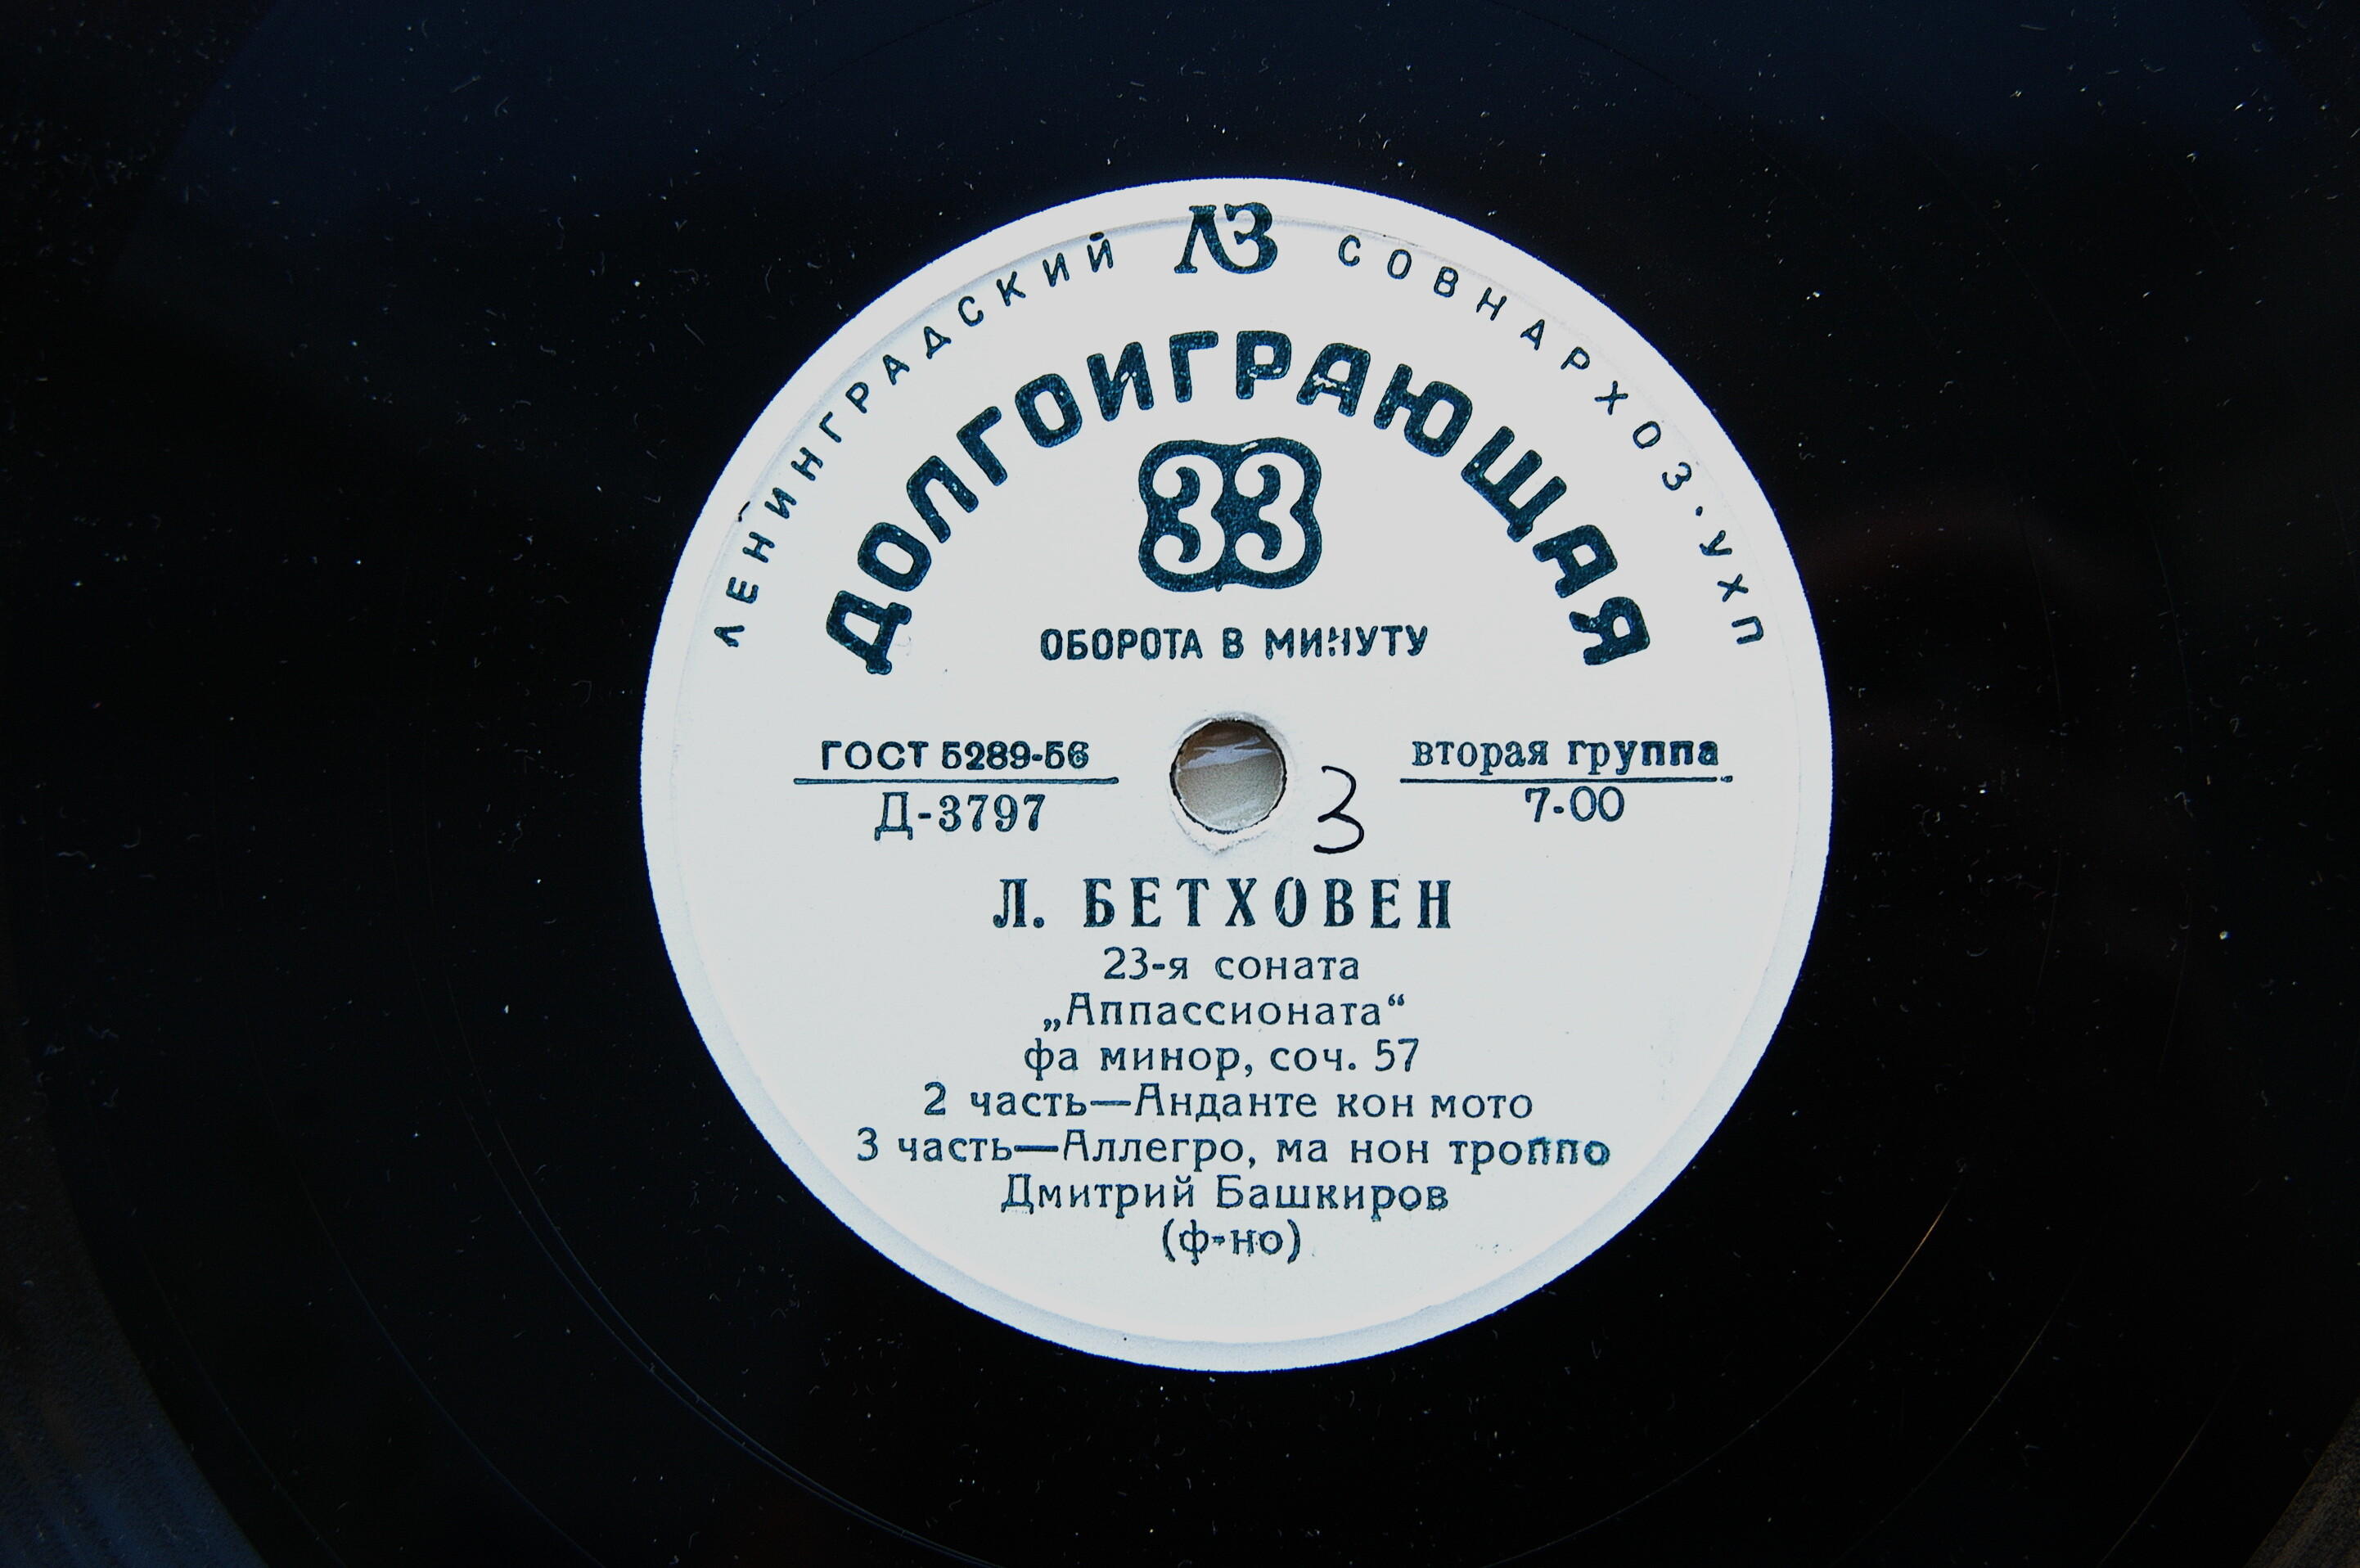 ЛЕНИНГРАДСКИЙ ЛЗ СОВНАРХОЗ·УХП
ДОЛГОИГРАЮЩАЯ
33
ОБОРОТА В МИНУТУ
ГОСТ 5289-56
Д-3797
вторая группа
7-00
3
Л. БЕТХОВЕН
23-я соната
„Аппассионата“
фа минор, соч. 57
2 часть—Анданте кон мото
3 часть—Аллегро, ма нон троппо
Дмитрий Башкиров
(ф-но)